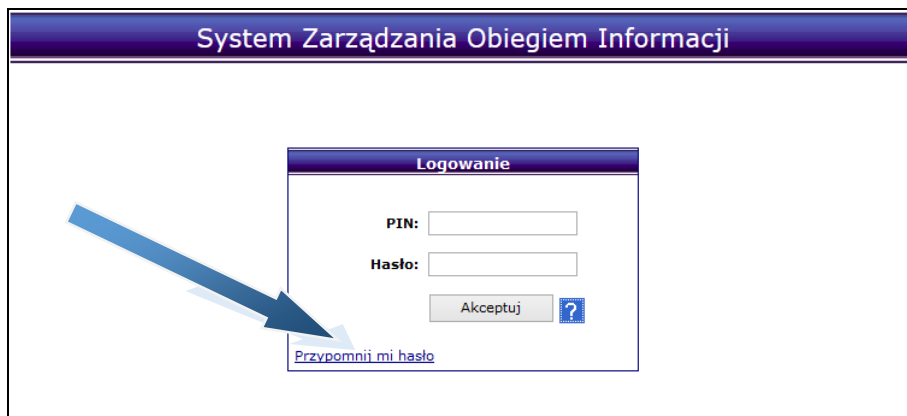 System Zarządzania Obiegiem Informacji
Logowanie
PIN:
Hasło:
Akceptuj ?
Przypomnij mi hasło